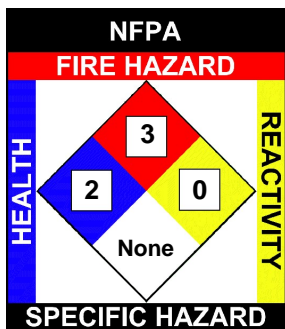 NFPA
FIRE HAZARD
HEALTH
3
2
0
REACTIVITY
None
SPECIFIC HAZARD